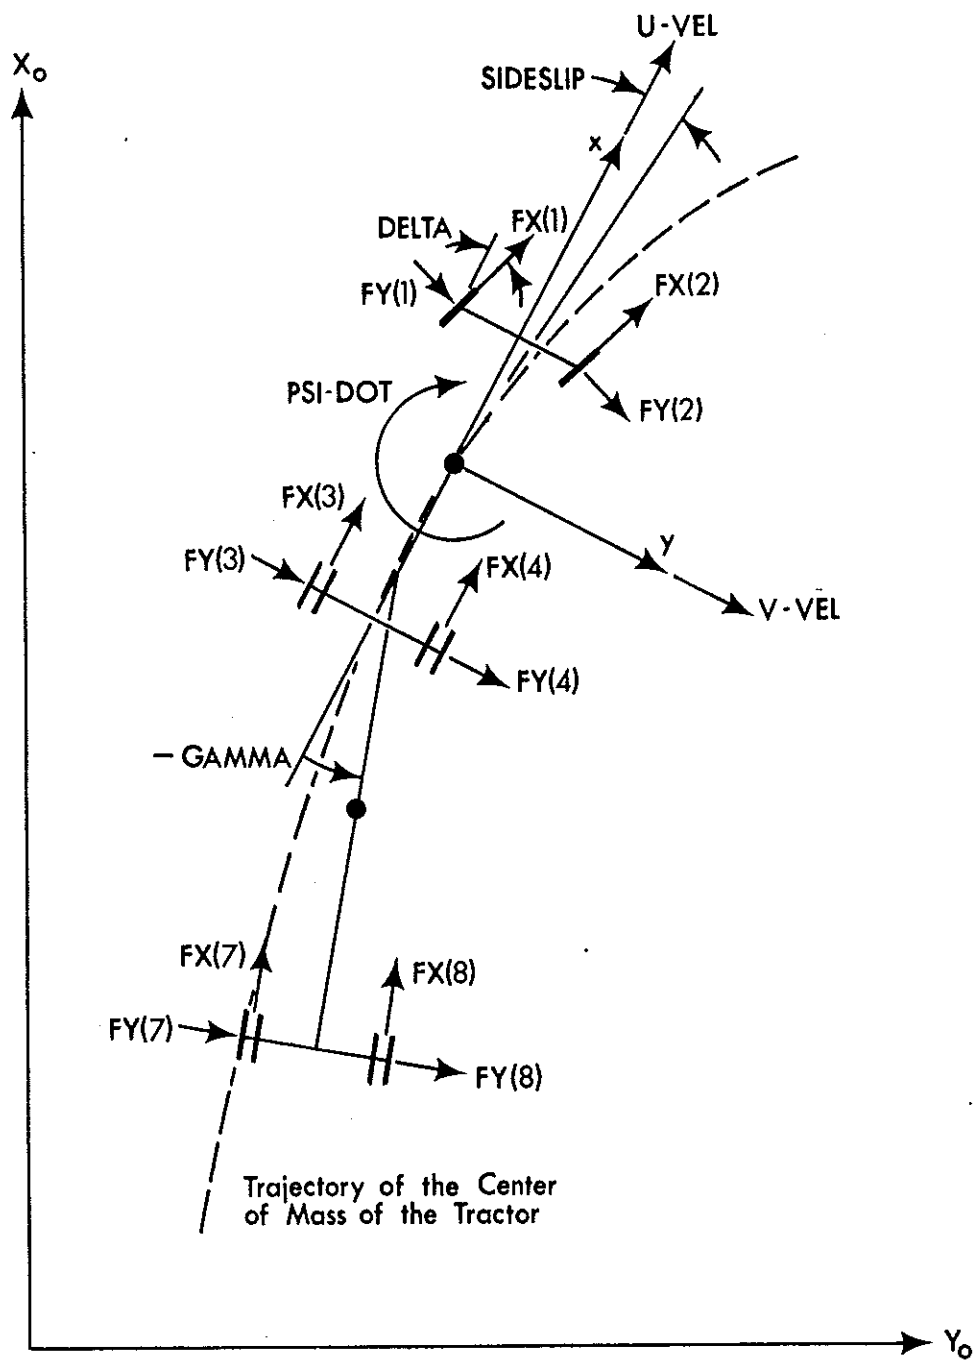 U-VEL
X₀
SIDESLIP
x
DELTA
FX(1)
FX(2)
FY(1)
PSI-DOT
FY(2)
FX(3)
y
FY(3)
FX(4)
V-VEL
FY(4)
– GAMMA
FX(7)
FX(8)
FY(7)
FY(8)
Trajectory of the Center
of Mass of the Tractor
Y₀